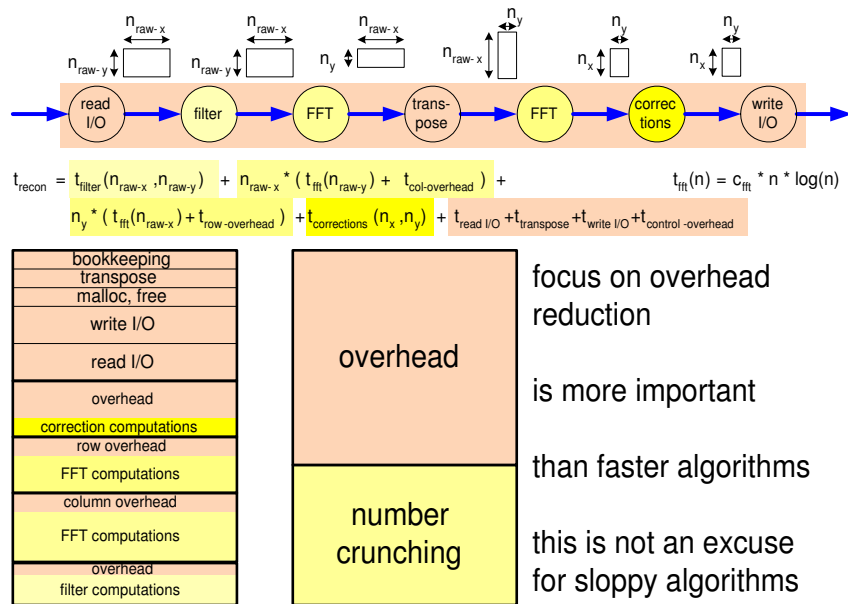 n raw-x n raw-x n raw-x n y n y n y
n raw-y n raw-y n y n raw-x n x n x
read I/O filter FFT trans-pose FFT correc tions write I/O
t recon = t filter (n raw-x ,n raw-y ) + n raw-x * ( t fft (n raw-y ) + t col-overhead ) + t fft (n) = c fft * n * log(n)
n y * ( t fft (n raw-x ) + t row-overhead ) + t corrections (n x ,n y ) + t read I/O + t transpose + t write I/O + t control -overhead
bookkeeping
transpose
malloc, free
write I/O
read I/O
overhead
correction computations
row overhead
FFT computations
column overhead
FFT computations
overhead
filter computations
overhead
number
crunching
focus on overhead
reduction
is more important
than faster algorithms
this is not an excuse
for sloppy algorithms